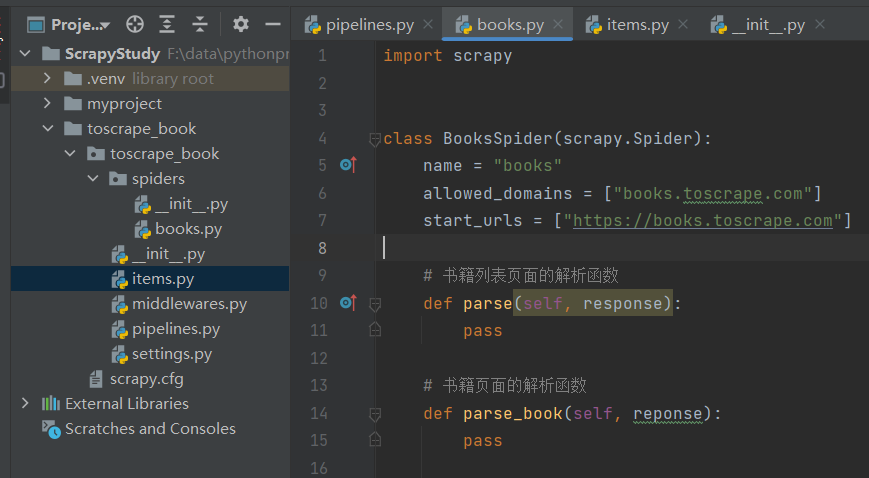 Proje...
ScrapyStudy F:\data\pythonpr
.venv library root
myproject
toscrape_book
toscrape_book
spiders
__init__.py
books.py
__init__.py
items.py
middlewares.py
pipelines.py
settings.py
scrapy.cfg
External Libraries
Scratches and Consoles
pipelines.py books.py items.py __init__.py
1 import scrapy
2
3
4 class BooksSpider(scrapy.Spider):
5 name = "books"
6 allowed_domains = ["books.toscrape.com"]
7 start_urls = ["https://books.toscrape.com"]
8
9 # 书籍列表页面的解析函数
10 def parse(self, response):
11 pass
12
13 # 书籍页面的解析函数
14 def parse_book(self, reponse):
15 pass
16